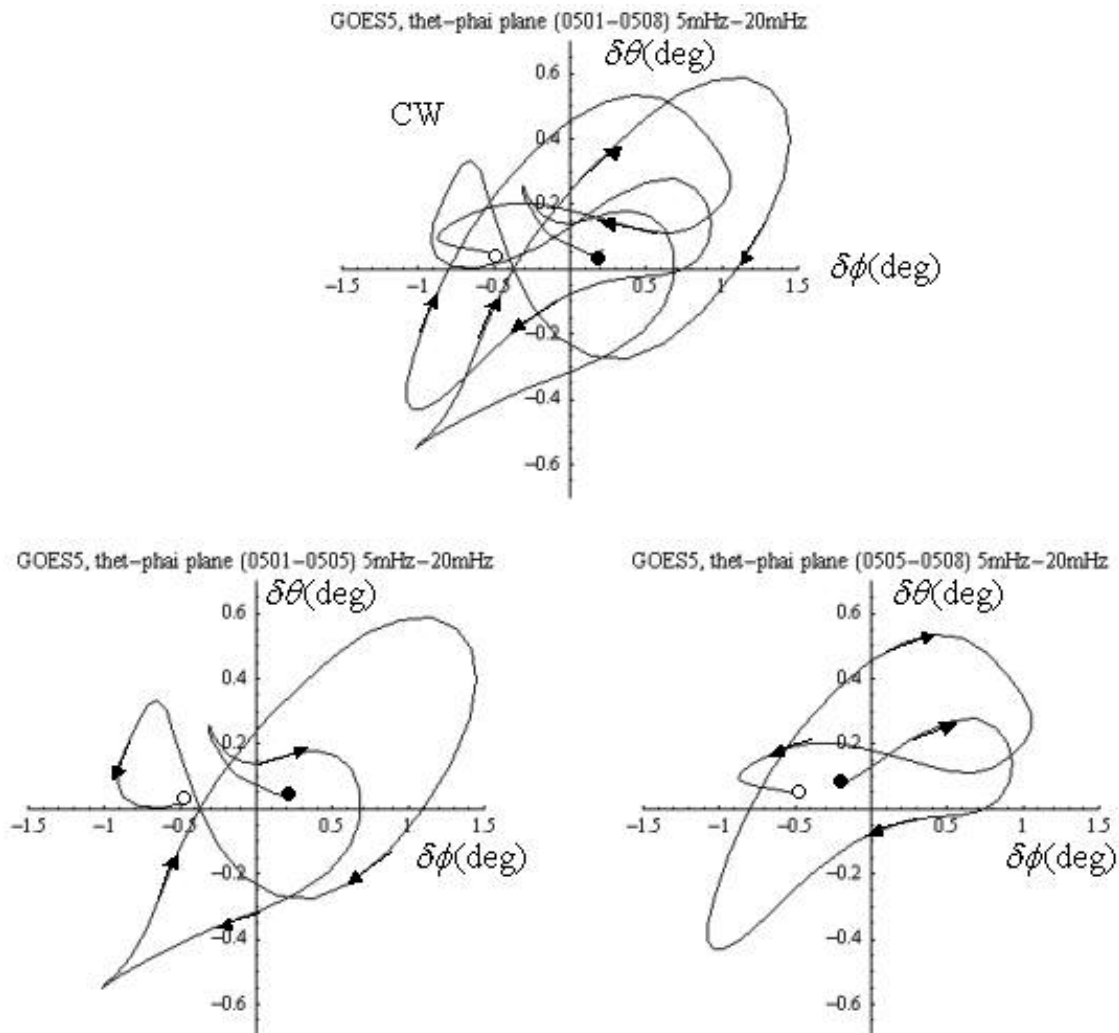 GOES5, thet-phai plane (0501-0508) 5mHz-20mHz
δθ(deg)
0.6
CW
0.4
0.2
-1.5 -1 -0.5 0.5 1 1.5
δϕ(deg)
-0.2
-0.4
-0.6
GOES5, thet-phai plane (0501-0505) 5mHz-20mHz
δθ(deg)
0.6
0.4
0.2
-1.5 -1 -0.5 0.5 1 1.5
δϕ(deg)
-0.2
-0.4
-0.6
GOES5, thet-phai plane (0505-0508) 5mHz-20mHz
δθ(deg)
0.6
0.4
0.2
-1.5 -1 -0.5 0.5 1 1.5
δϕ(deg)
-0.2
-0.4
-0.6